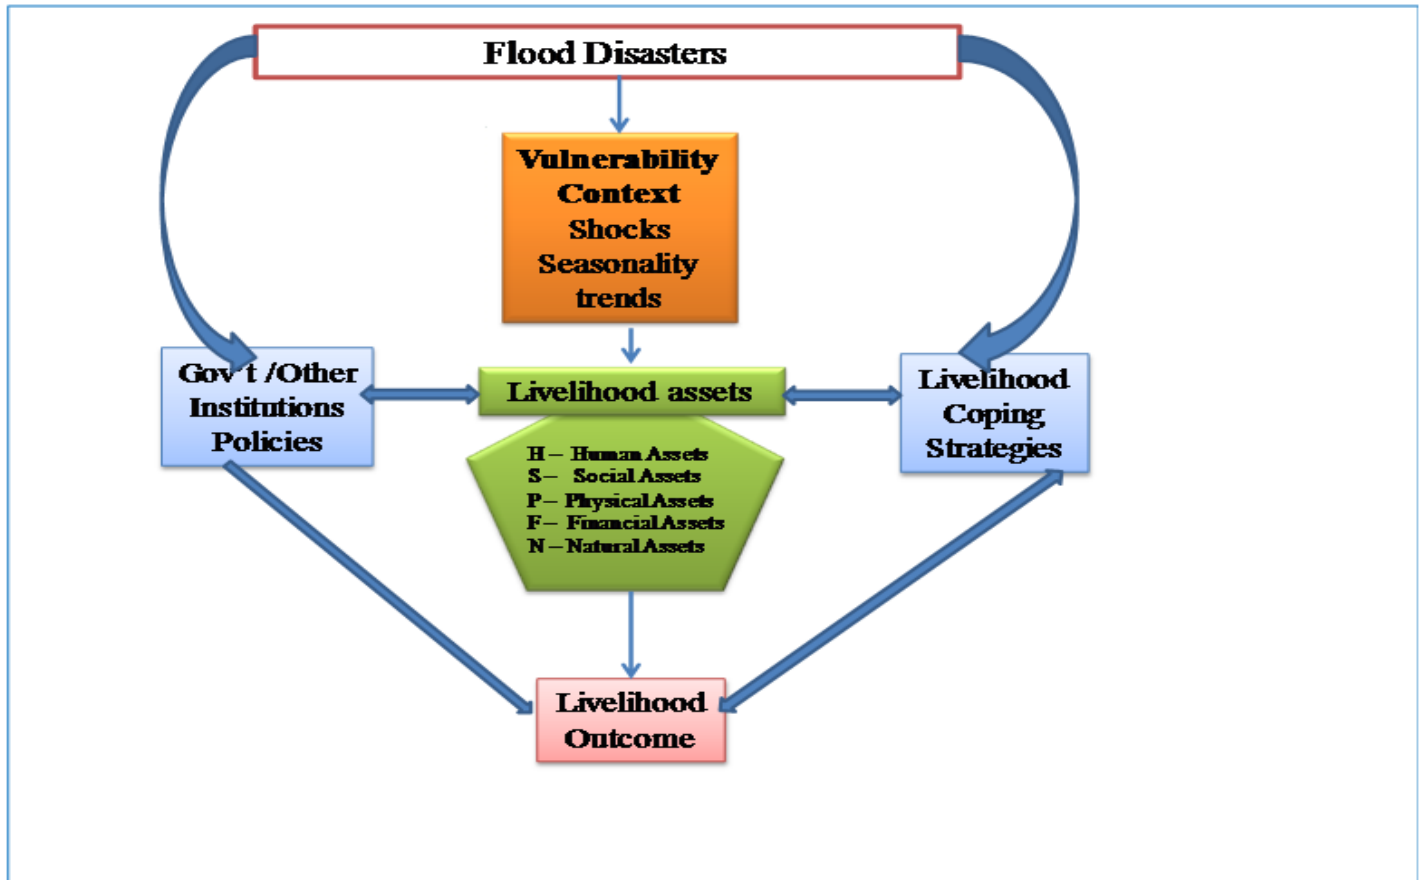 Flood Disasters
Vulnerability
Context
Shocks
Seasonality
trends
Gov't /Other
Institutions
Policies
Livelihood assets
Livelihood
Coping
Strategies
H – Human Assets
S – Social Assets
P – Physical Assets
F – Financial Assets
N – Natural Assets
Livelihood
Outcome